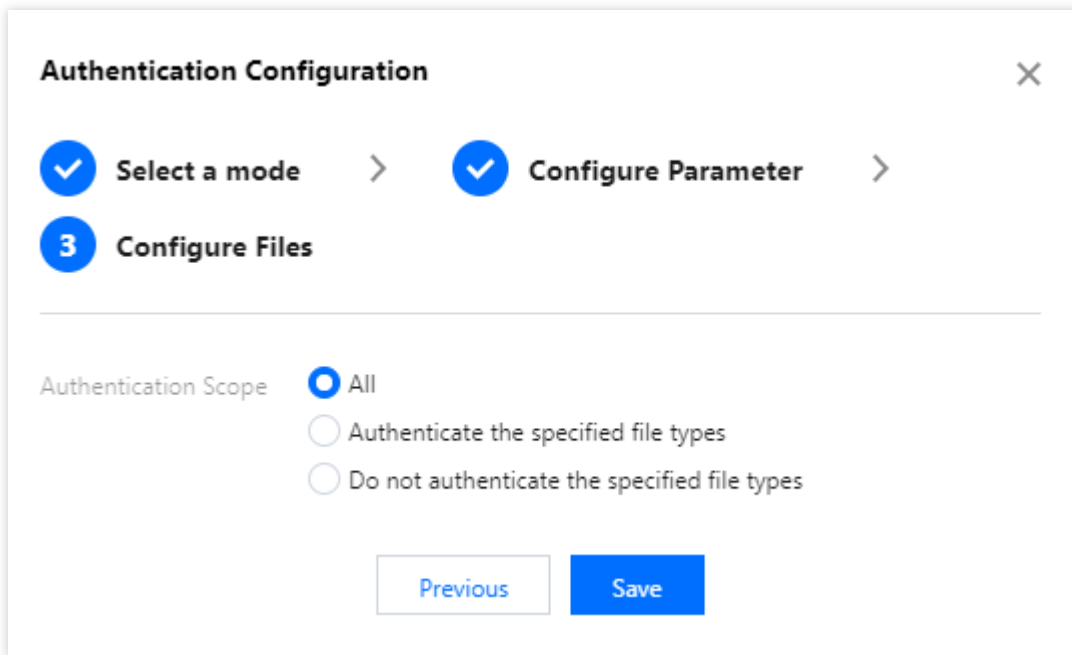 Authentication Configuration
Select a mode
Configure Parameter
3 Configure Files
Authentication Scope
All
Authenticate the specified file types
Do not authenticate the specified file types
Previous
Save